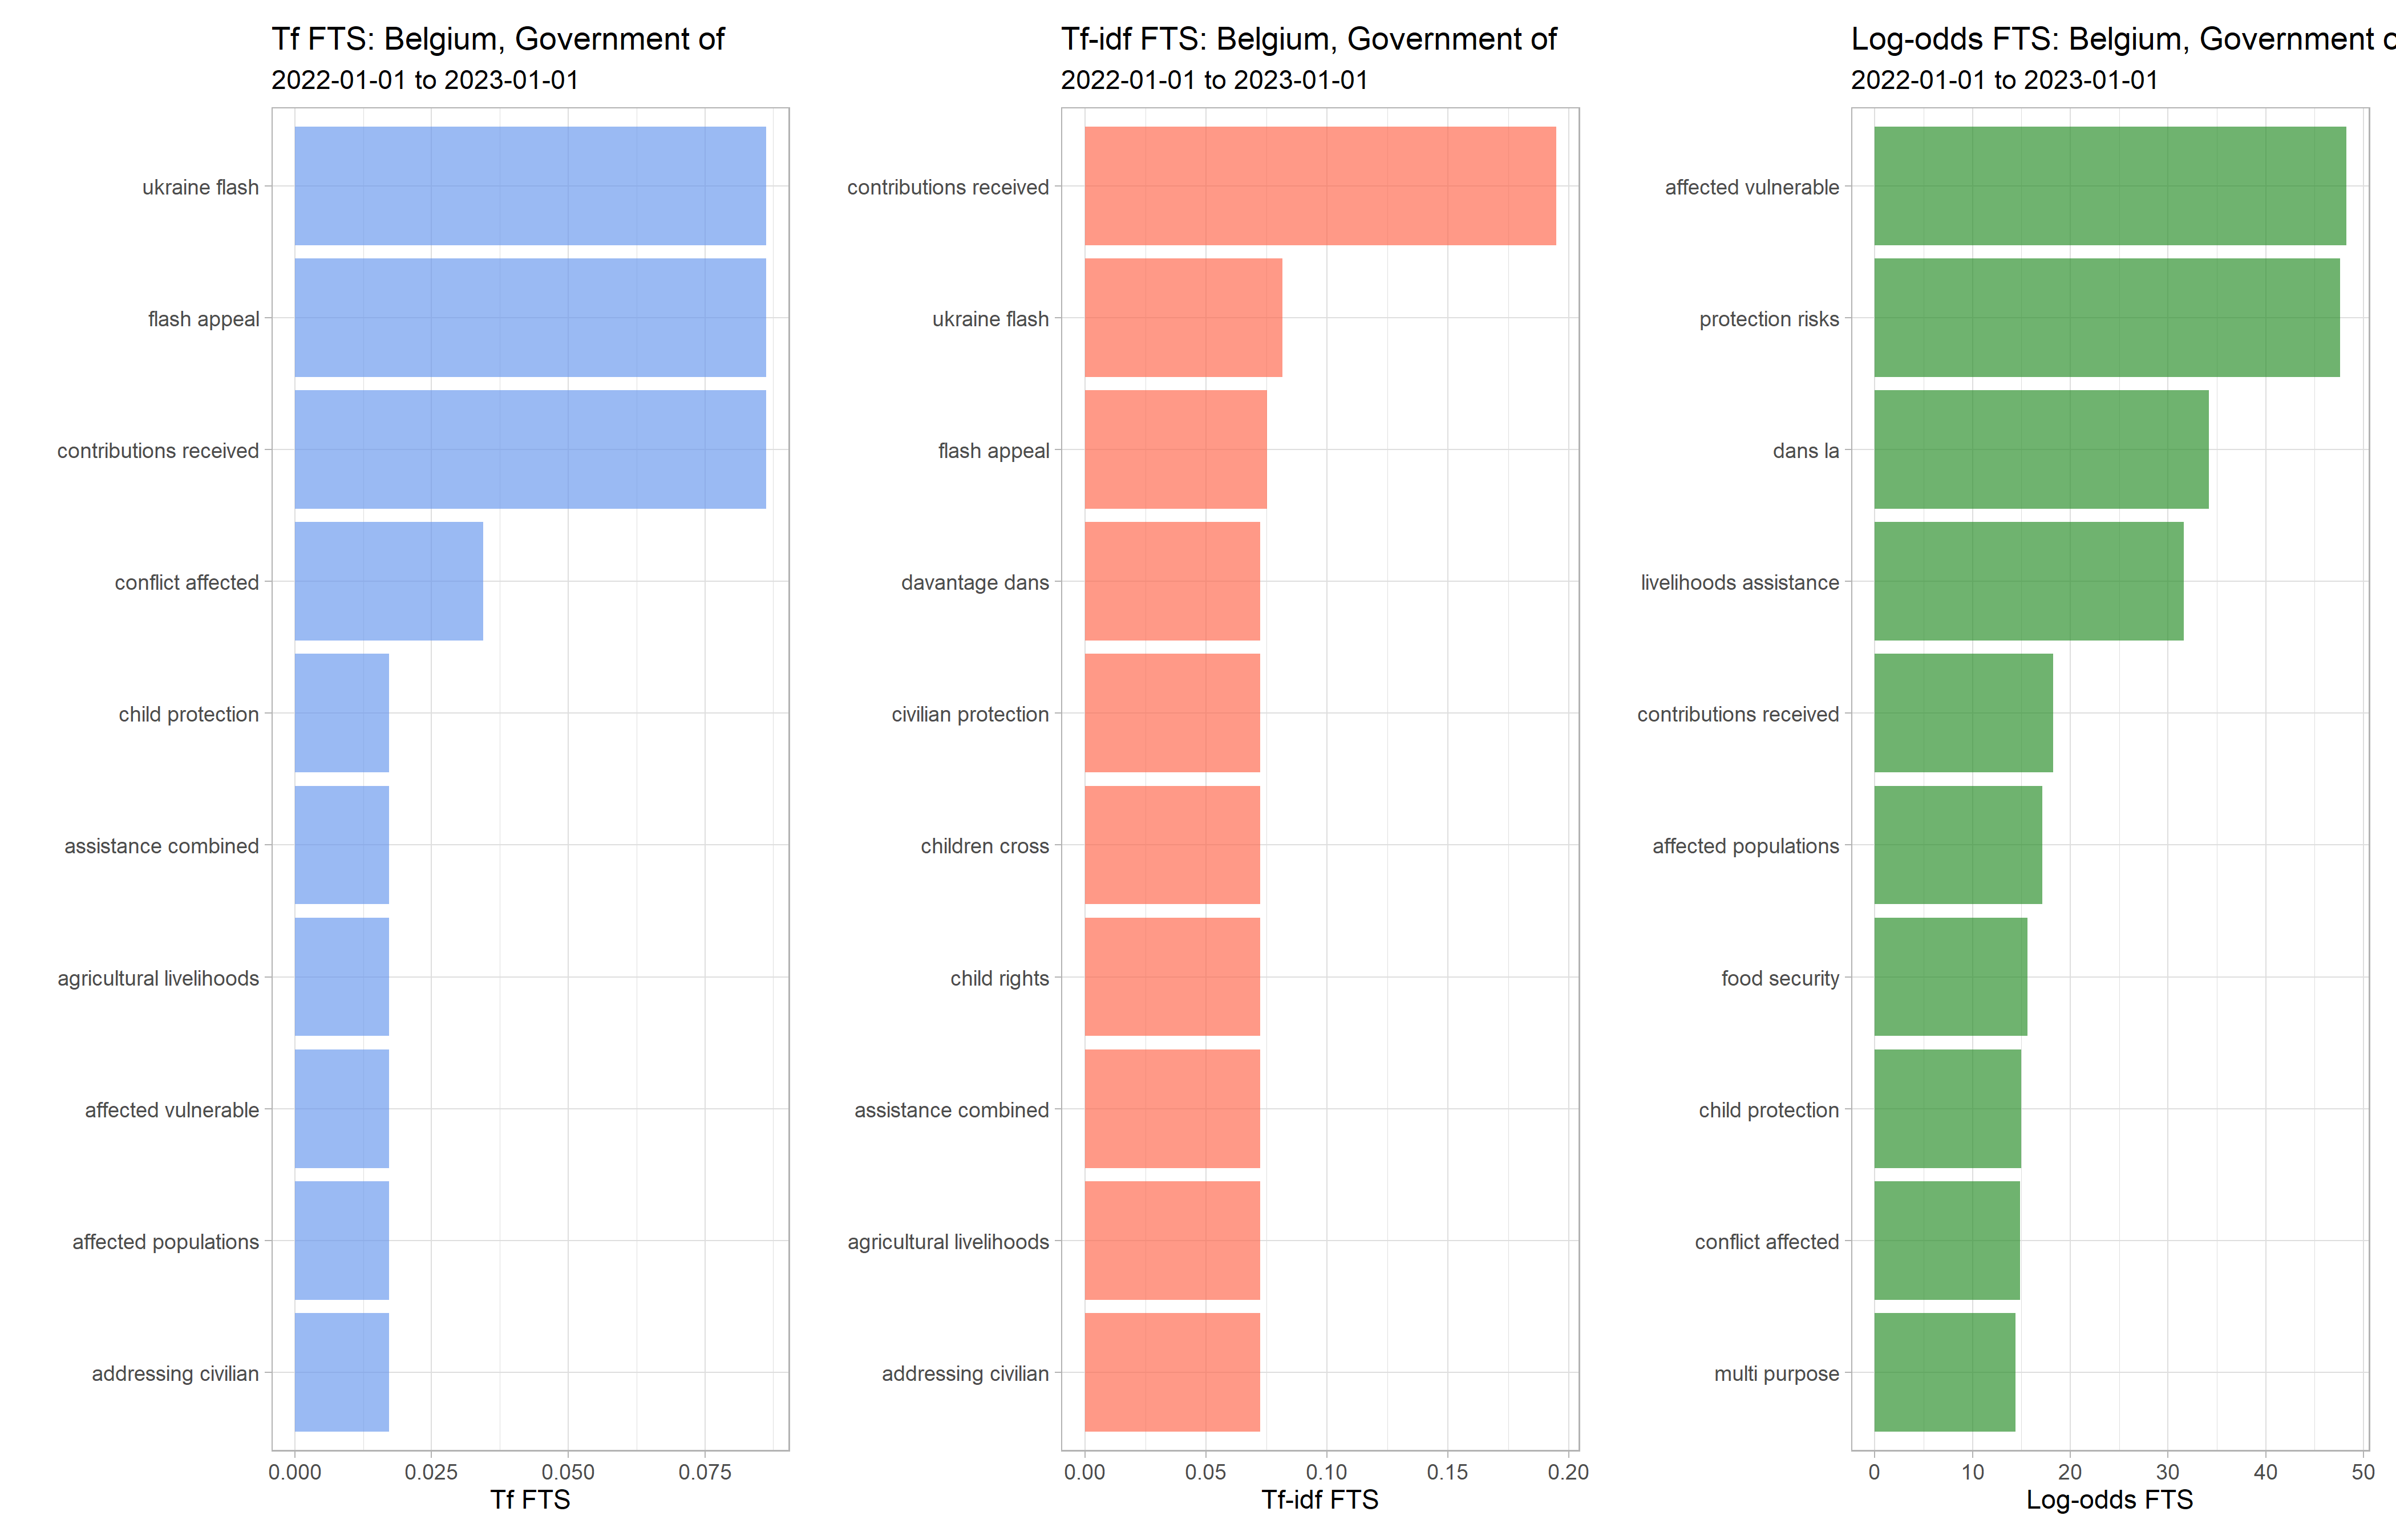 Tf FTS: Belgium, Government of
2022-01-01 to 2023-01-01
ukraine flash
flash appeal
contributions received
conflict affected
child protection
assistance combined
agricultural livelihoods
affected vulnerable
affected populations
addressing civilian
0.000 0.025 0.050 0.075
Tf FTS
Tf-idf FTS: Belgium, Government of
2022-01-01 to 2023-01-01
contributions received
ukraine flash
flash appeal
davantage dans
civilian protection
children cross
child rights
assistance combined
agricultural livelihoods
addressing civilian
0.00 0.05 0.10 0.15 0.20
Tf-idf FTS
Log-odds FTS: Belgium, Government o
2022-01-01 to 2023-01-01
affected vulnerable
protection risks
dans la
livelihoods assistance
contributions received
affected populations
food security
child protection
conflict affected
multi purpose
0 10 20 30 40 50
Log-odds FTS